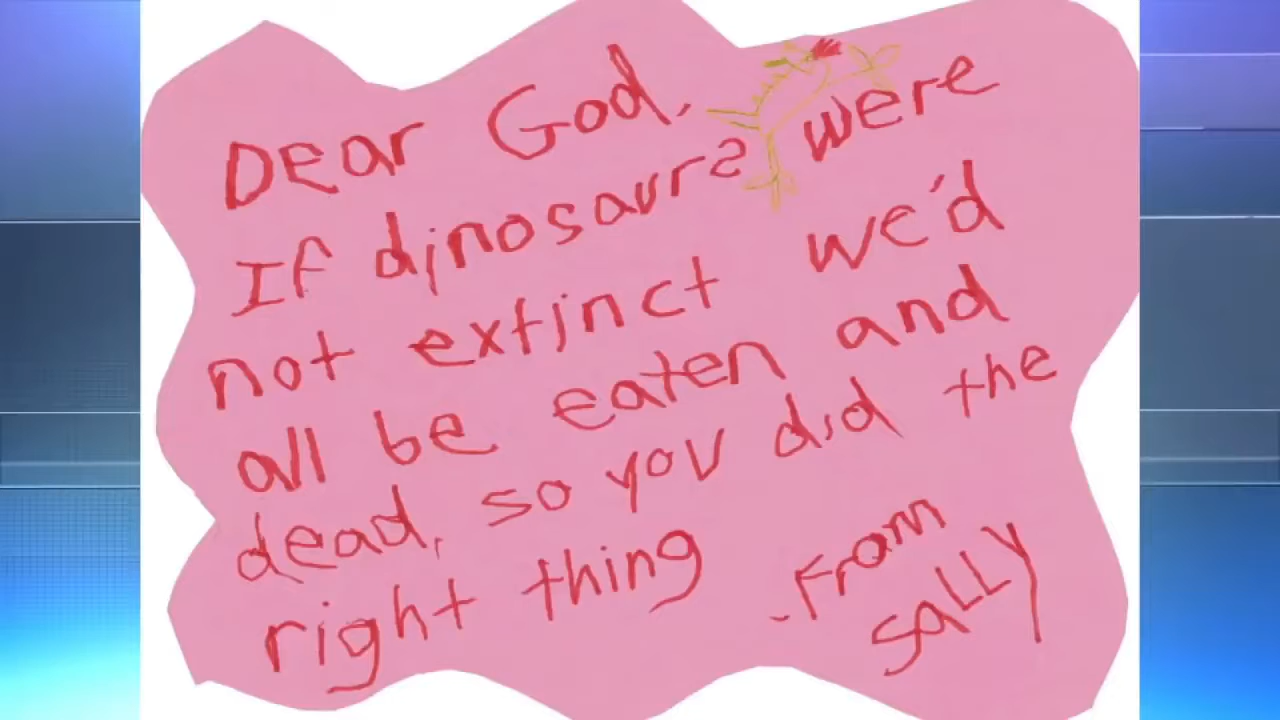 Dear God,
If dinosaurs were
not extinct we'd
all be eaten and
dead, so you did the
right thing
-From
Sally